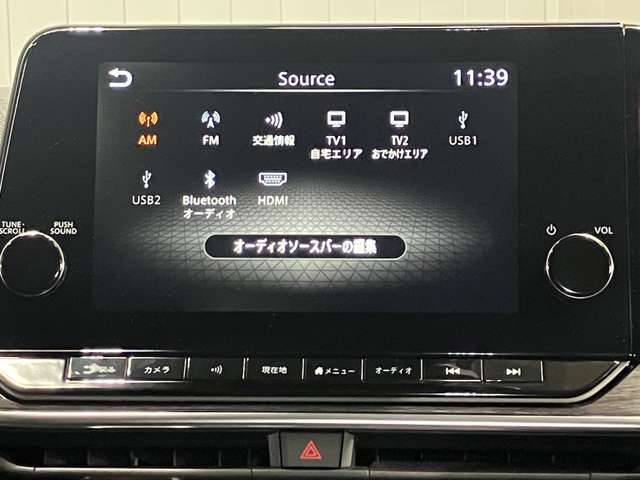 Source
11:39
AM
FM
交通情報
TV1
自宅エリア
TV2
おでかけエリア
USB1
USB2
Bluetooth
オーディオ
HDMI
オーディオソースバーの編集
TUNE·
SCROLL
PUSH
SOUND
VOL
戻る
カメラ
現在地
メニュー
オーディオ